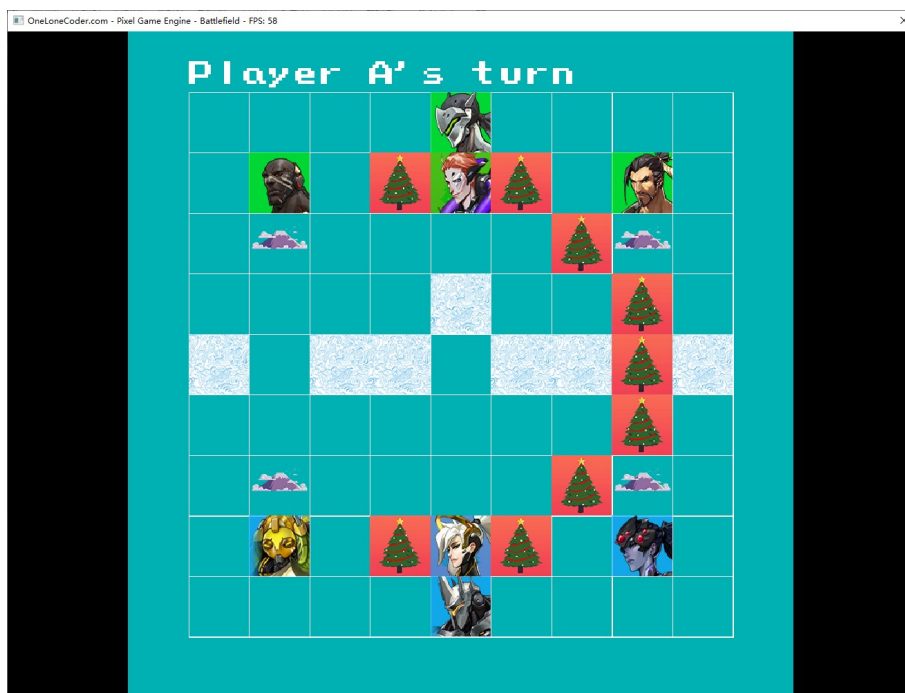 OneLoneCoder.com - Pixel Game Engine - Battlefield - FPS: 58
Player A's turn